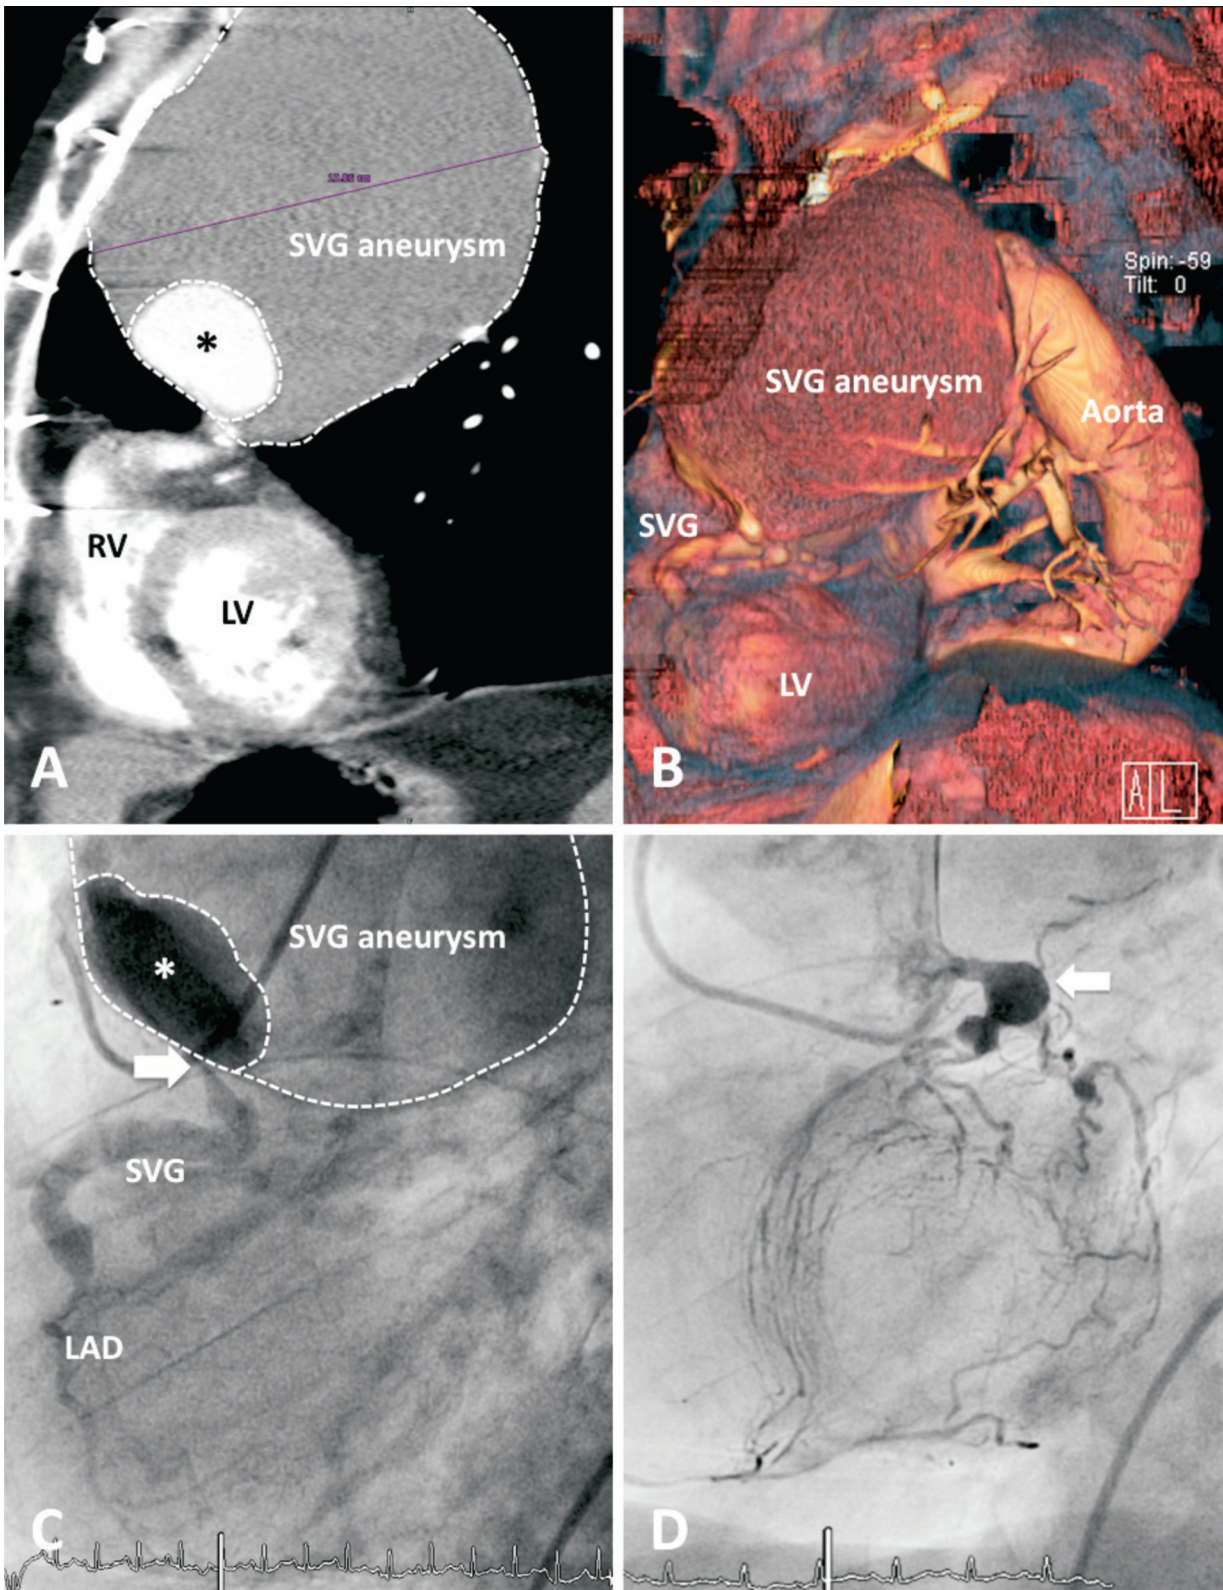 SVG aneurysm
*
RV
LV
A
SVG aneurysm
Aorta
SVG
LV
Spin: -59
Tilt: 0
B
A L
SVG aneurysm
*
SVG
LAD
C
D